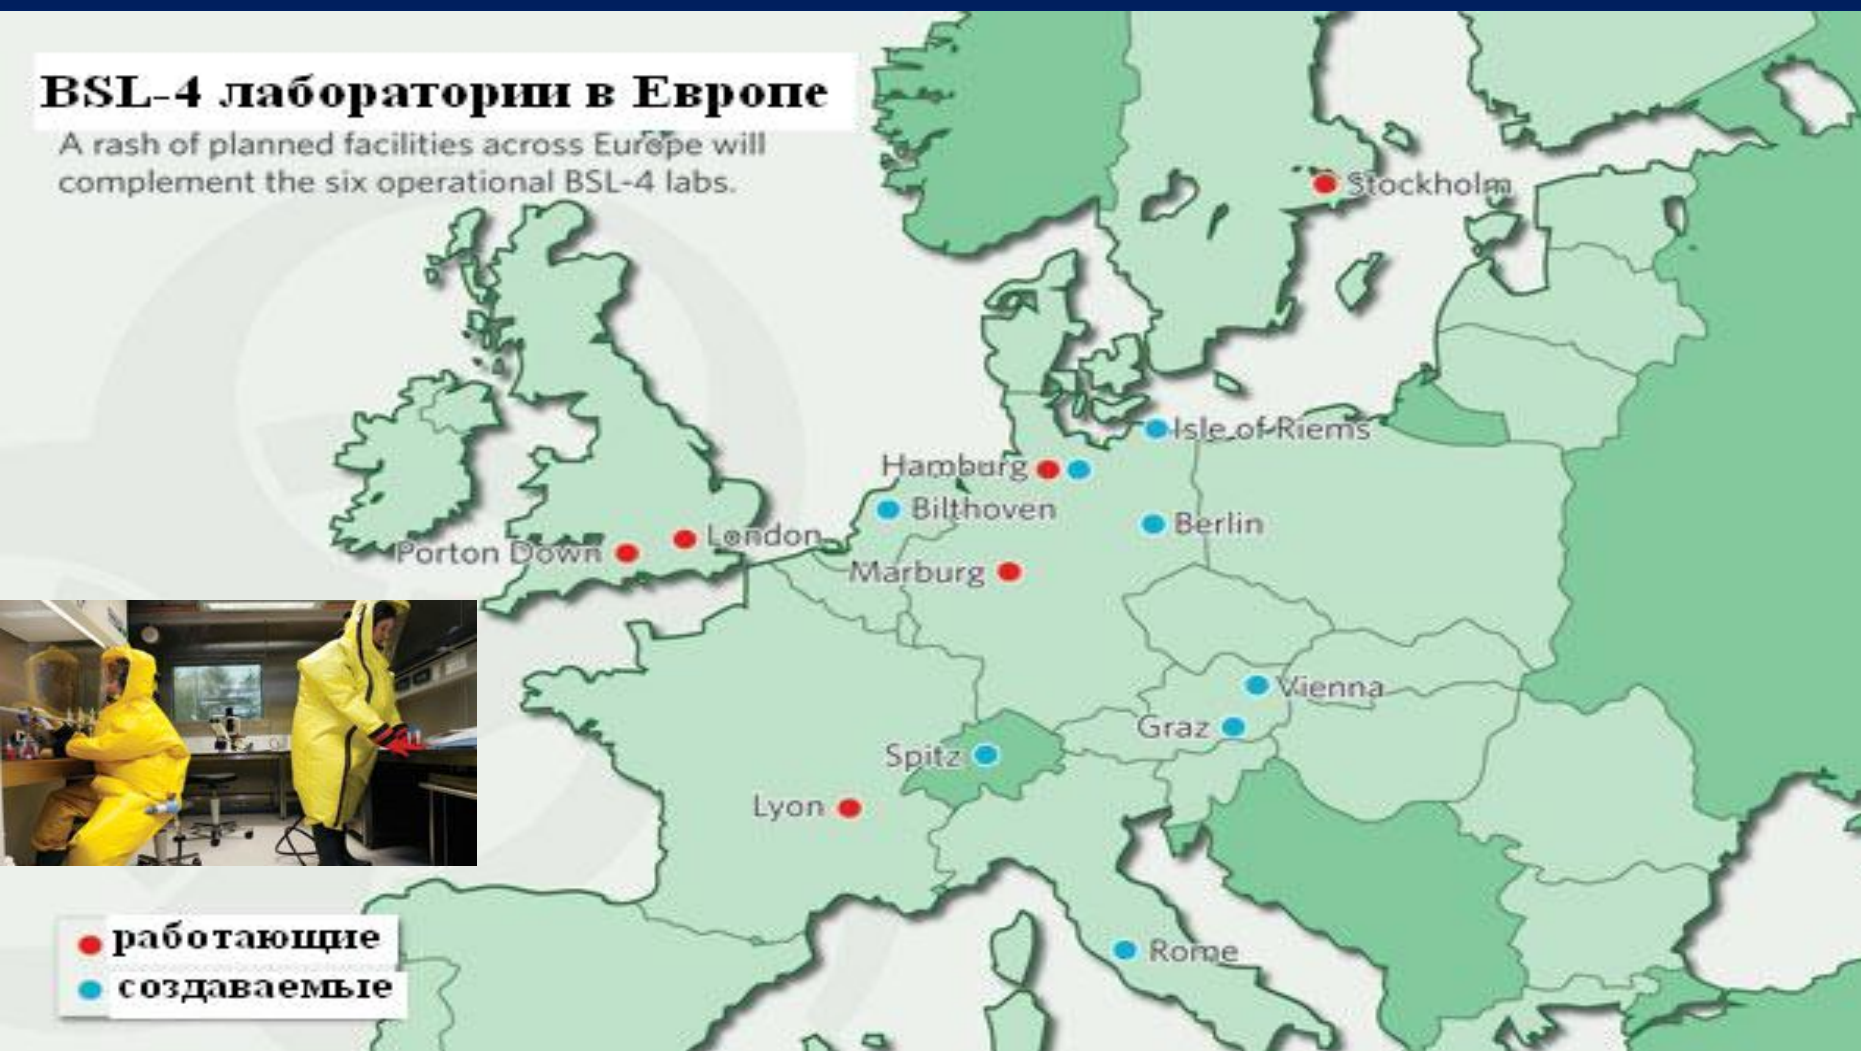 BSL-4 лаборатории в Европе
A rash of planned facilities across Europe will
complement the six operational BSL-4 labs.
Stockholm
Isle of Riems
Hamburg
Bilthoven
Berlin
London
Porton Down
Marburg
Vienna
Graz
Spitz
Lyon
Rome
работающие
создаваемые